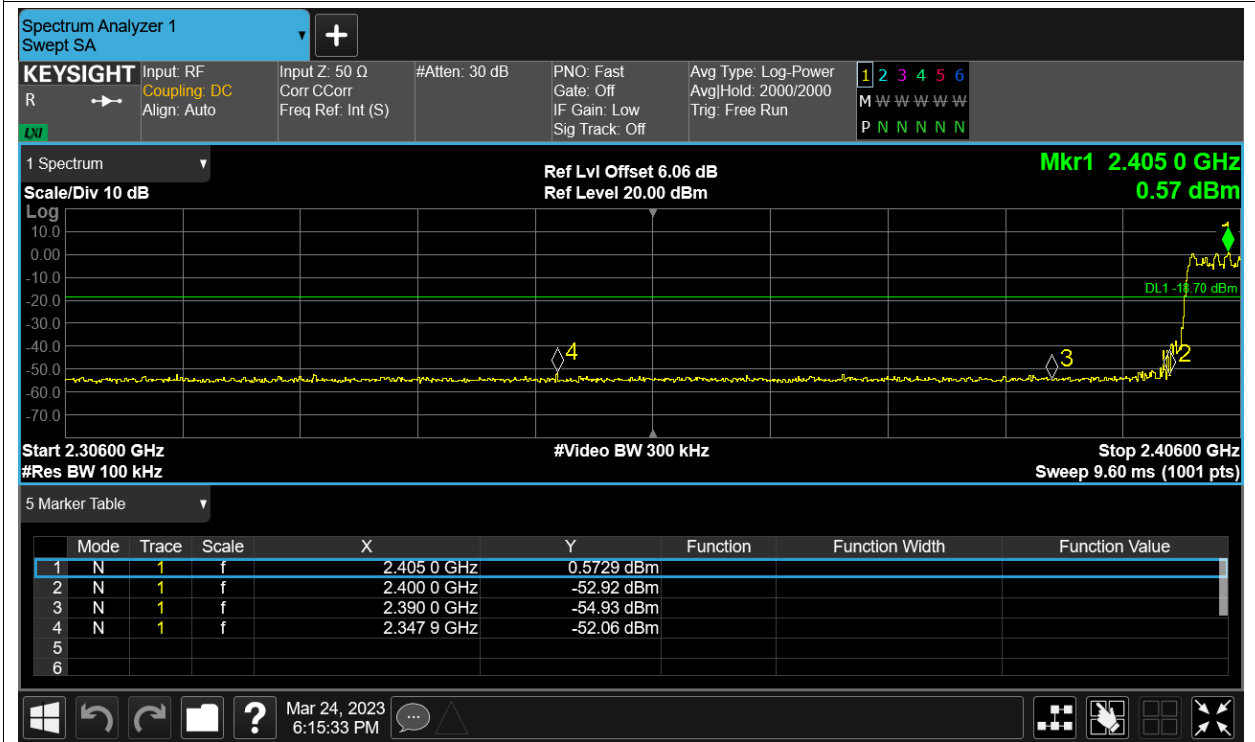 Spectrum Analyzer 1
Swept SA
KEYSIGHT Input: RF Input Z: 50 Ω #Atten: 30 dB PNO: Fast Avg Type: Log-Power 1 2 3 4 5 6
R Coupling: DC Corr CCorr Gate: Off Avg|Hold: 2000/2000 M W W W W W
Align: Auto Freq Ref: Int (S) IF Gain: Low Trig: Free Run
LXI Sig Track: Off P N N N N N
1 Spectrum Ref Lvl Offset 6.06 dB Mkr1 2.405 0 GHz
Scale/Div 10 dB Ref Level 20.00 dBm 0.57 dBm
Log
10.0 1
0.00
-10.0
DL1 -18.70 dBm
-20.0
-30.0
-40.0 4 3 2
-50.0
-60.0
-70.0
Start 2.30600 GHz #Video BW 300 kHz Stop 2.40600 GHz
#Res BW 100 kHz Sweep 9.60 ms (1001 pts)
5 Marker Table
Mode Trace Scale X Y Function Function Width Function Value
1 N 1 f 2.405 0 GHz 0.5729 dBm
2 N 1 f 2.400 0 GHz -52.92 dBm
3 N 1 f 2.390 0 GHz -54.93 dBm
4 N 1 f 2.347 9 GHz -52.06 dBm
5
6
? Mar 24, 2023
6:15:33 PM